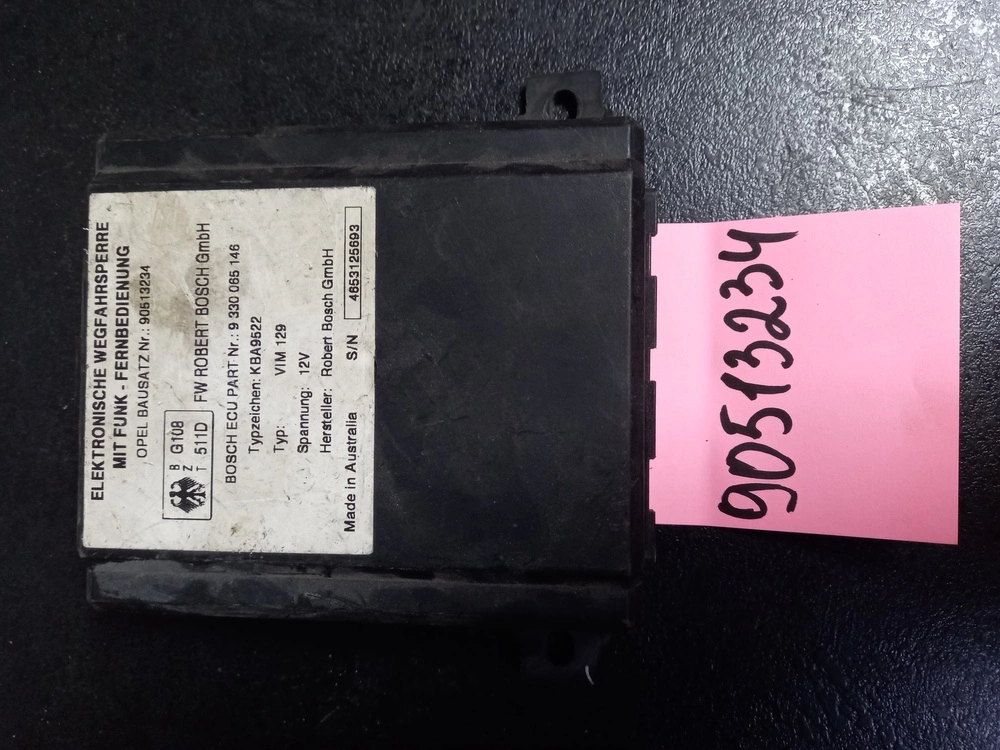 ELEKTRONISCHE WEGFAHRSPERRE
MIT FUNK - FERNBEDIENUNG
OPEL BAUSATZ Nr.: 90513234
B G108
Z
T 511D
FW ROBERT BOSCH GmbH
BOSCH ECU PART Nr.: 9 330 065 146
Typzeichen: KBA9522
Typ: VIM 129
Spannung: 12V
Hersteller: Robert Bosch GmbH
Made in Australia S/N 4653125693
90513234